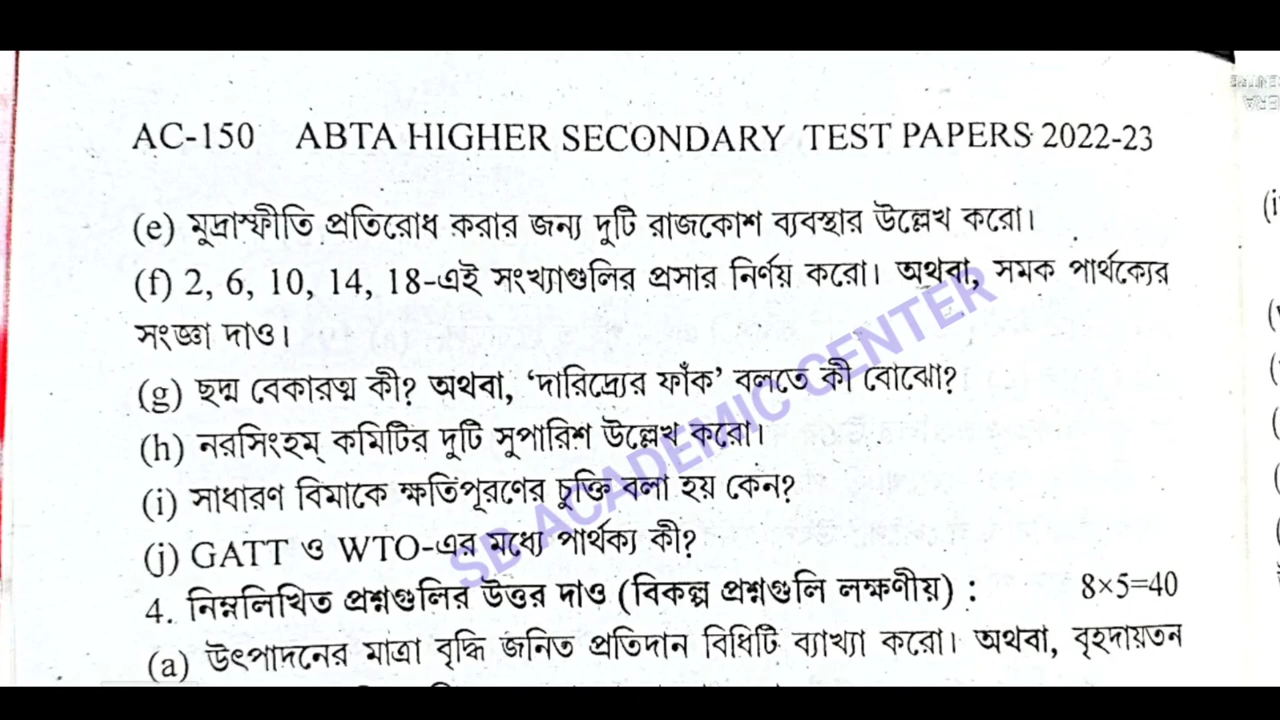 AC-150 ABTA HIGHER SECONDARY TEST PAPERS 2022-23
(e) মুদ্রাস্ফীতি প্রতিরোধ করার জন্য দুটি রাজকোশ ব্যবস্থার উল্লেখ করো।
(f) 2, 6, 10, 14, 18-এই সংখ্যাগুলির প্রসার নির্ণয় করো। অথবা, সমক পার্থক্যের
সংজ্ঞা দাও।
(g) ছদ্ম বেকারত্ম কী? অথবা, ‘দারিদ্র্যের ফাঁক’ বলতে কী বোঝো?
(h) নরসিংহম্ কমিটির দুটি সুপারিশ উল্লেখ করো।
(i) সাধারণ বিমাকে ক্ষতিপূরণের চুক্তি বলা হয় কেন?
(j) GATT ও WTO-এর মধ্যে পার্থক্য কী?
4. নিম্নলিখিত প্রশ্নগুলির উত্তর দাও (বিকল্প প্রশ্নগুলি লক্ষণীয়) : 8×5=40
(a) উৎপাদনের মাত্রা বৃদ্ধি জনিত প্রতিদান বিধিটি ব্যাখ্যা করো। অথবা, বৃহদায়তন
SB ACADEMIC CENTER